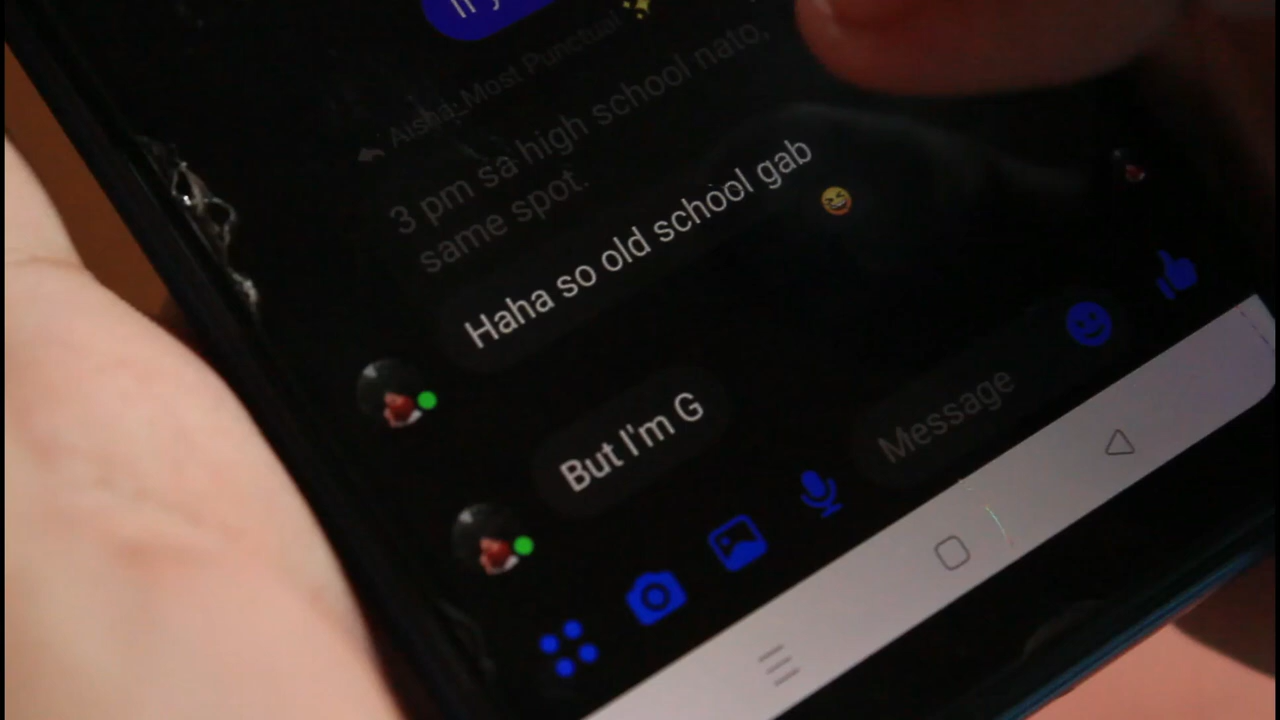 Aisha: Most Punctual ✨
3 pm sa high school nato,
same spot.
Haha so old school gab
😆
But I'm G
Message